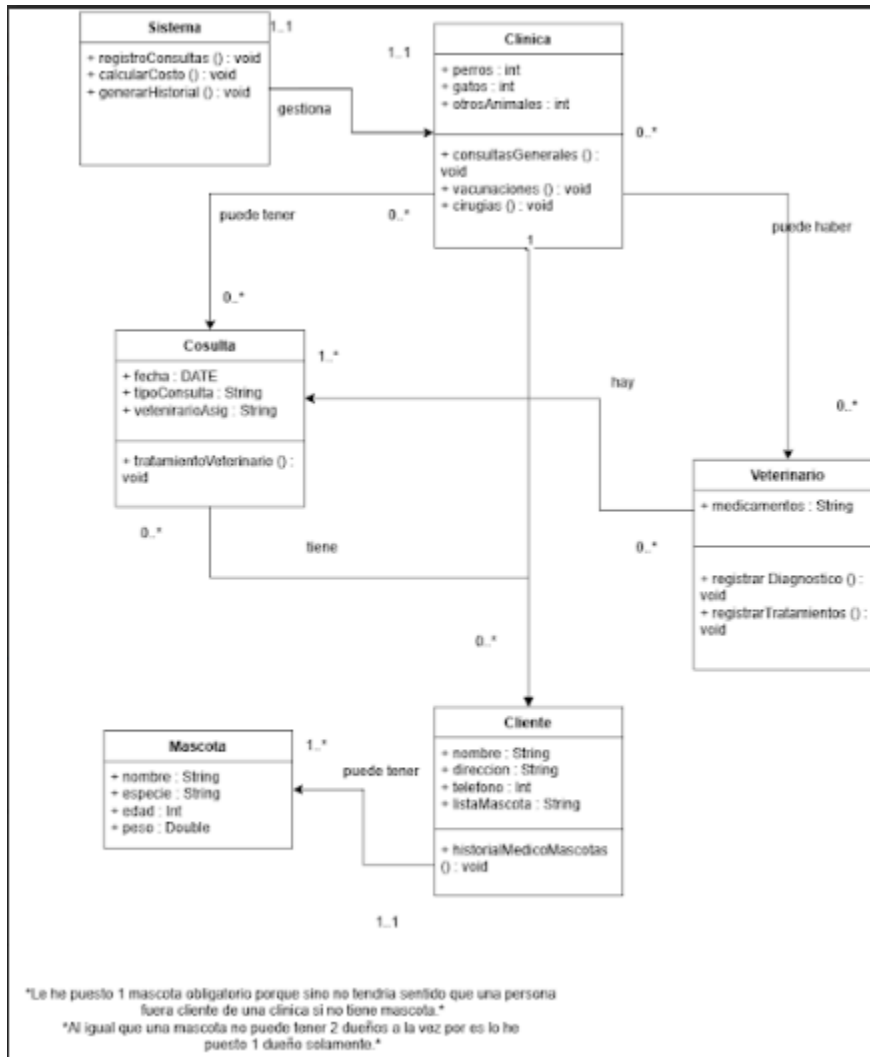 Sistema
1..1
+ registroConsultas () : void
+ calcularCosto () : void
+ generarHistorial () : void
gestiona
Clinica
1..1
+ perros : int
+ gatos : int
+ otrosAnimales : int
0..*
+ consultasGenerales () :
void
+ vacunaciones () : void
+ cirugias () : void
puede tener
0..*
1
puede haber
0..*
Cosulta
1..*
+ fecha : DATE
+ tipoConsulta : String
+ velenirarioAsig : String
hay
0..*
+ tratamientoVeterinario () :
void
Veterinario
+ medicamentos : String
0..*
tiene
0..*
+ registrar Diagnostico () :
void
+ registrarTratamientos () :
void
0..*
Cliente
Mascota
1..*
+ nombre : String
+ direccion : String
+ telefono : Int
+ listaMascota : String
puede tener
+ nombre : String
+ especie : String
+ edad : Int
+ peso : Double
+ historialMedicoMascotas
() : void
1..1
*Le he puesto 1 mascota obligatorio porque sino no tendria sentido que una persona
fuera cliente de una clinica si no tiene mascota.*
*Al igual que una mascota no puede tener 2 dueños a la vez por es lo he
puesto 1 dueño solamente.*